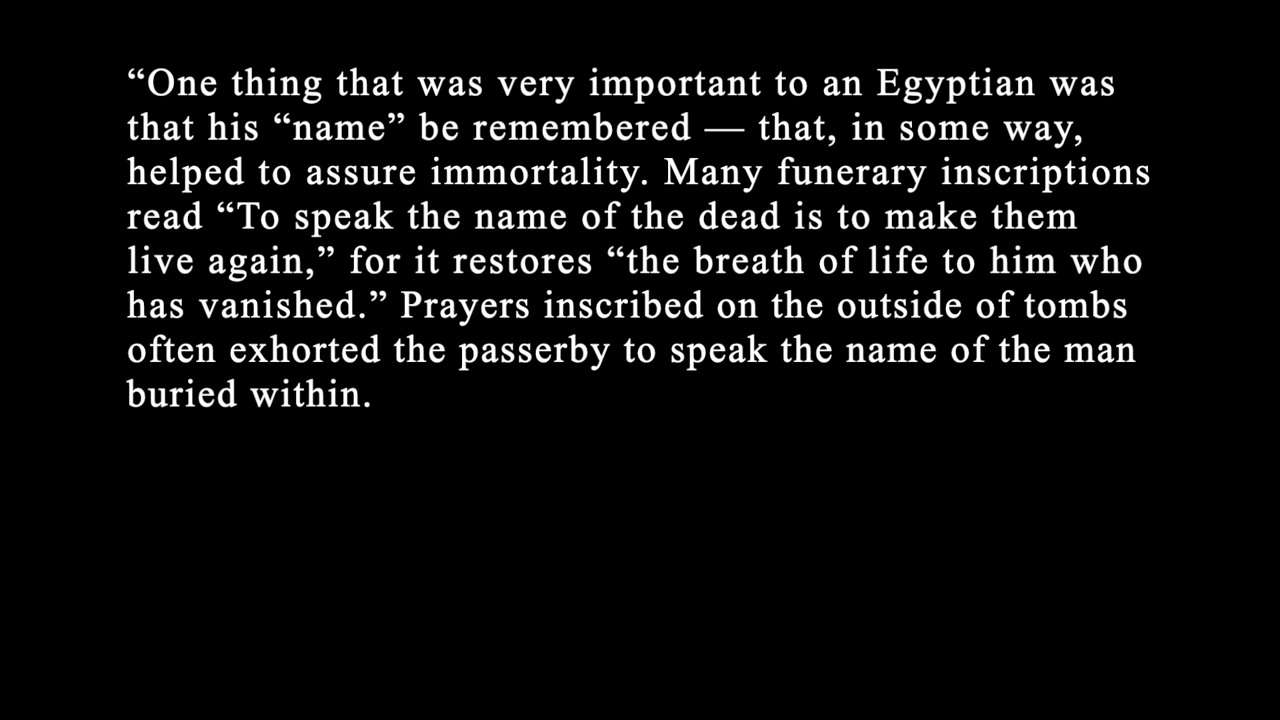 “One thing that was very important to an Egyptian was
that his “name” be remembered — that, in some way,
helped to assure immortality. Many funerary inscriptions
read “To speak the name of the dead is to make them
live again,” for it restores “the breath of life to him who
has vanished.” Prayers inscribed on the outside of tombs
often exhorted the passerby to speak the name of the man
buried within.